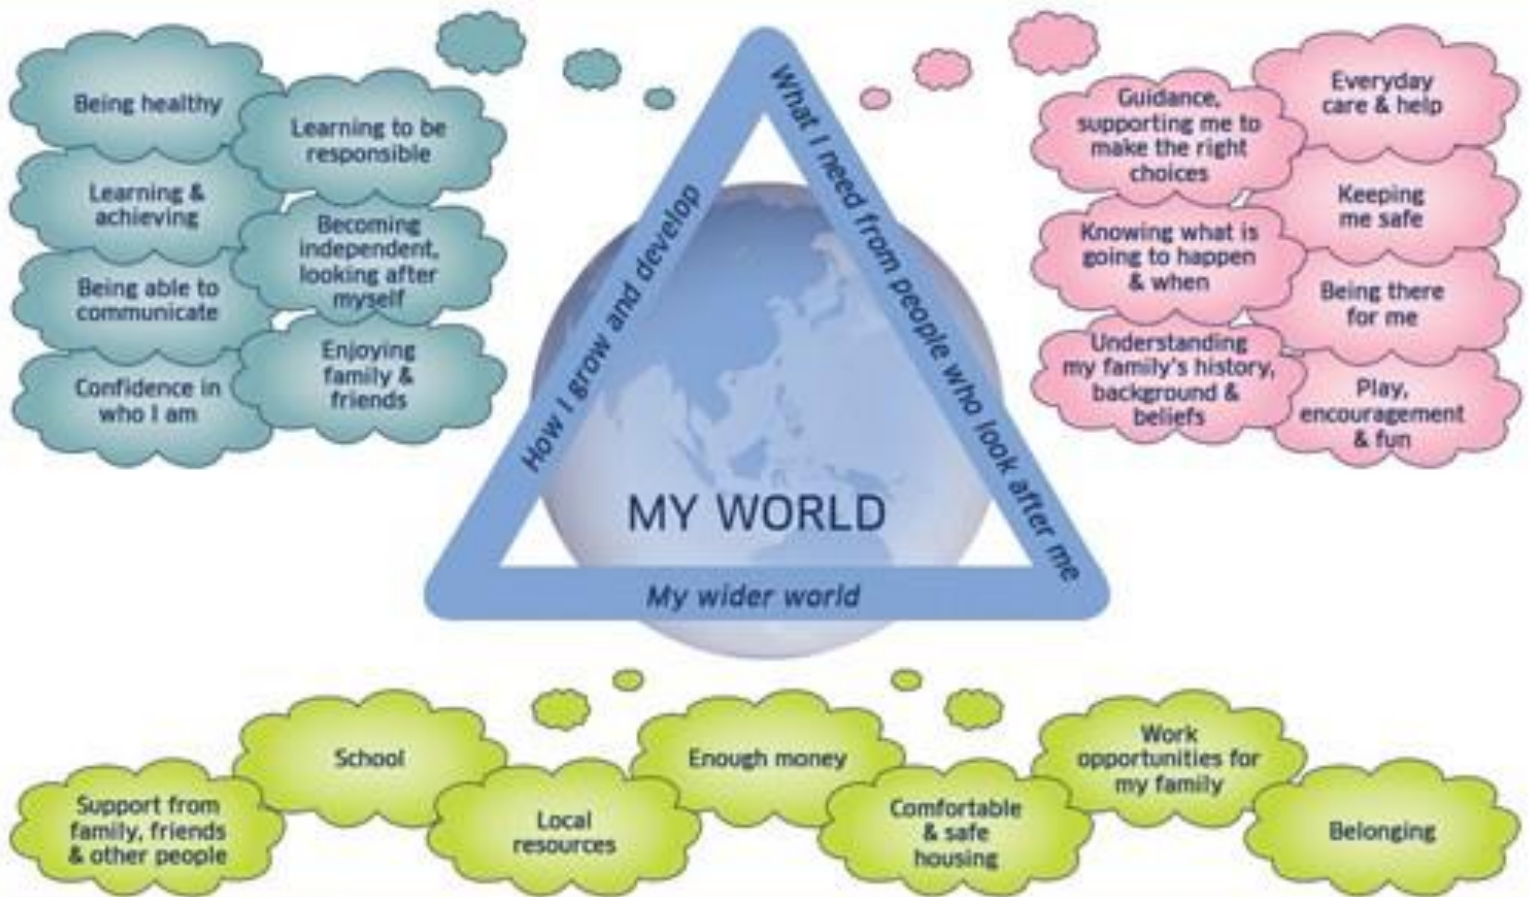 Being healthy
Learning to be
responsible
Learning &
achieving
Becoming
independent,
looking after
myself
Being able to
communicate
Enjoying
family &
friends
Confidence in
who I am
How I grow and develop
What I need from people who look after me
MY WORLD
My wider world
Guidance,
supporting me to
make the right
choices
Everyday
care & help
Knowing what is
going to happen
& when
Keeping
me safe
Understanding
my family's history,
background &
beliefs
Being there
for me
Play,
encouragement
& fun
Support from
family, friends
& other people
School
Local
resources
Enough money
Comfortable
& safe
housing
Work
opportunities for
my family
Belonging